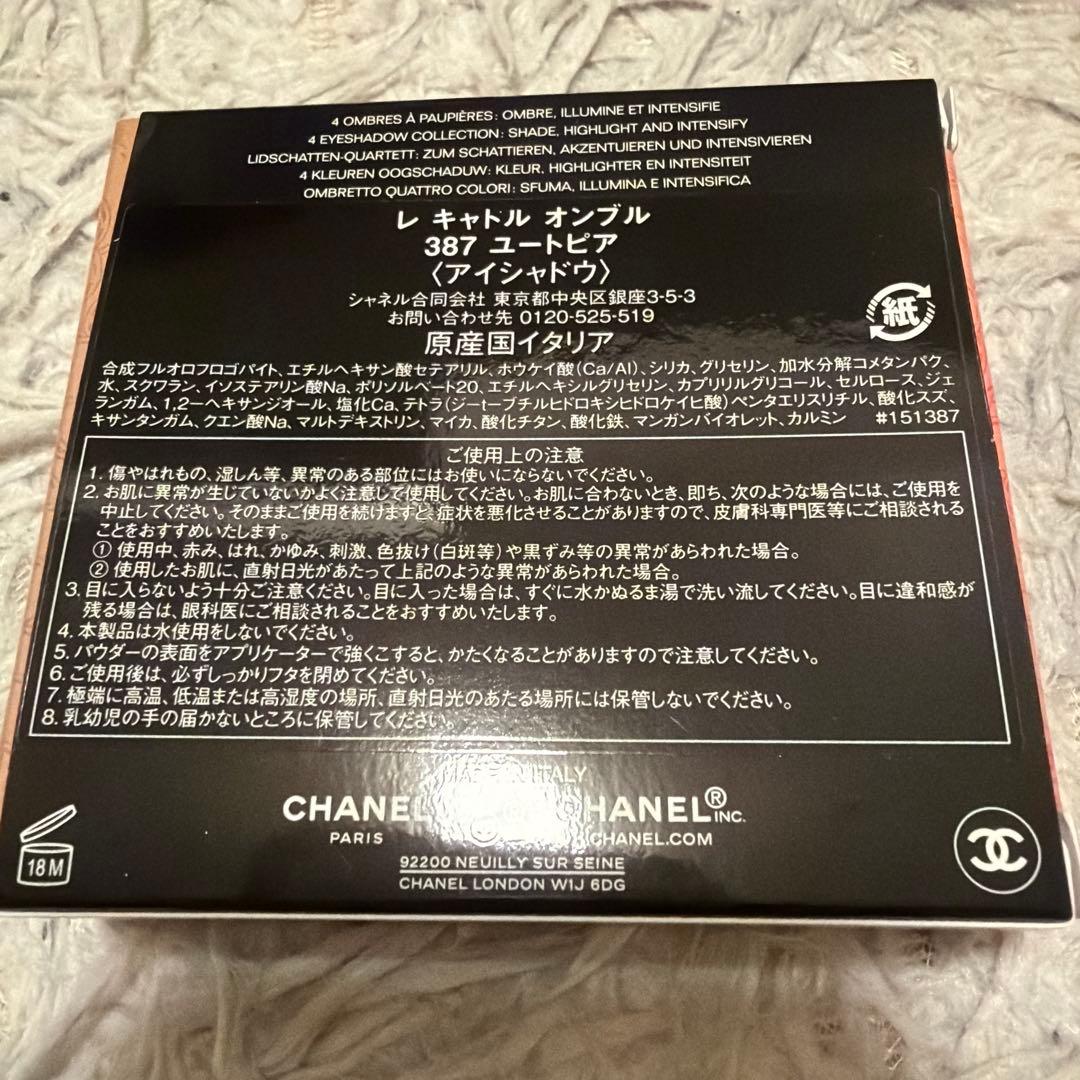 4 OMBRES À PAUPIÈRES: OMBRE, ILLUMINE ET INTENSIFIE
4 EYESHADOW COLLECTION: SHADE, HIGHLIGHT AND INTENSIFY
LIDSCHATTEN-QUARTETT: ZUM SCHATTIEREN, AKZENTUIEREN UND INTENSIVIEREN
4 KLEUREN OOGSCHADUW: KLEUR, HIGHLIGHTER EN INTENSITEIT
OMBRETTO QUATTRO COLORI: SFUMA, ILLUMINA E INTENSIFICA
レ キャトル オンブル
387 ユートピア
〈アイシャドウ〉
シャネル合同会社 東京都中央区銀座3-5-3
お問い合わせ先 0120-525-519
原産国イタリア
紙
合成フルオロフロゴパイト、エチルヘキサン酸セテアリル、ホウケイ酸(Ca/Al)、シリカ、グリセリン、加水分解コメタンパク、
水、スクワラン、イソステアリン酸Na、ポリソルベート20、エチルヘキシルグリセリン、カプリリルグリコール、セルロース、ジェ
ランガム、1,2-ヘキサンジオール、塩化Ca、テトラ(ジ-t-ブチルヒドロキシヒドロケイヒ酸)ペンタエリスリチル、酸化スズ、
キサンタンガム、クエン酸Na、マルトデキストリン、マイカ、酸化チタン、酸化鉄、マンガンバイオレット、カルミン #151387
ご使用上の注意
1. 傷やはれもの、湿しん等、異常のある部位にはお使いにならないでください。
2. お肌に異常が生じていないかよく注意して使用してください。お肌に合わないとき、即ち、次のような場合には、ご使用を
中止してください。そのままご使用を続けますと、症状を悪化させることがありますので、皮膚科専門医等にご相談される
ことをおすすめいたします。
① 使用中、赤み、はれ、かゆみ、刺激、色抜け(白斑等)や黒ずみ等の異常があらわれた場合。
② 使用したお肌に、直射日光があたって上記のような異常があらわれた場合。
3. 目に入らないよう十分ご注意ください。目に入った場合は、すぐに水かぬるま湯で洗い流してください。目に違和感が
残る場合は、眼科医にご相談されることをおすすめいたします。
4. 本製品は水使用をしないでください。
5. パウダーの表面をアプリケーターで強くこすると、かたくなることがありますので注意してください。
6. ご使用後は、必ずしっかりフタを閉めてください。
7. 極端に高温、低温または高湿度の場所、直射日光のあたる場所には保管しないでください。
8. 乳幼児の手の届かないところに保管してください。
MADE IN ITALY
CHANEL CHANEL® INC.
PARIS CHANEL.COM
92200 NEUILLY SUR SEINE
CHANEL LONDON W1J 6DG
18 M